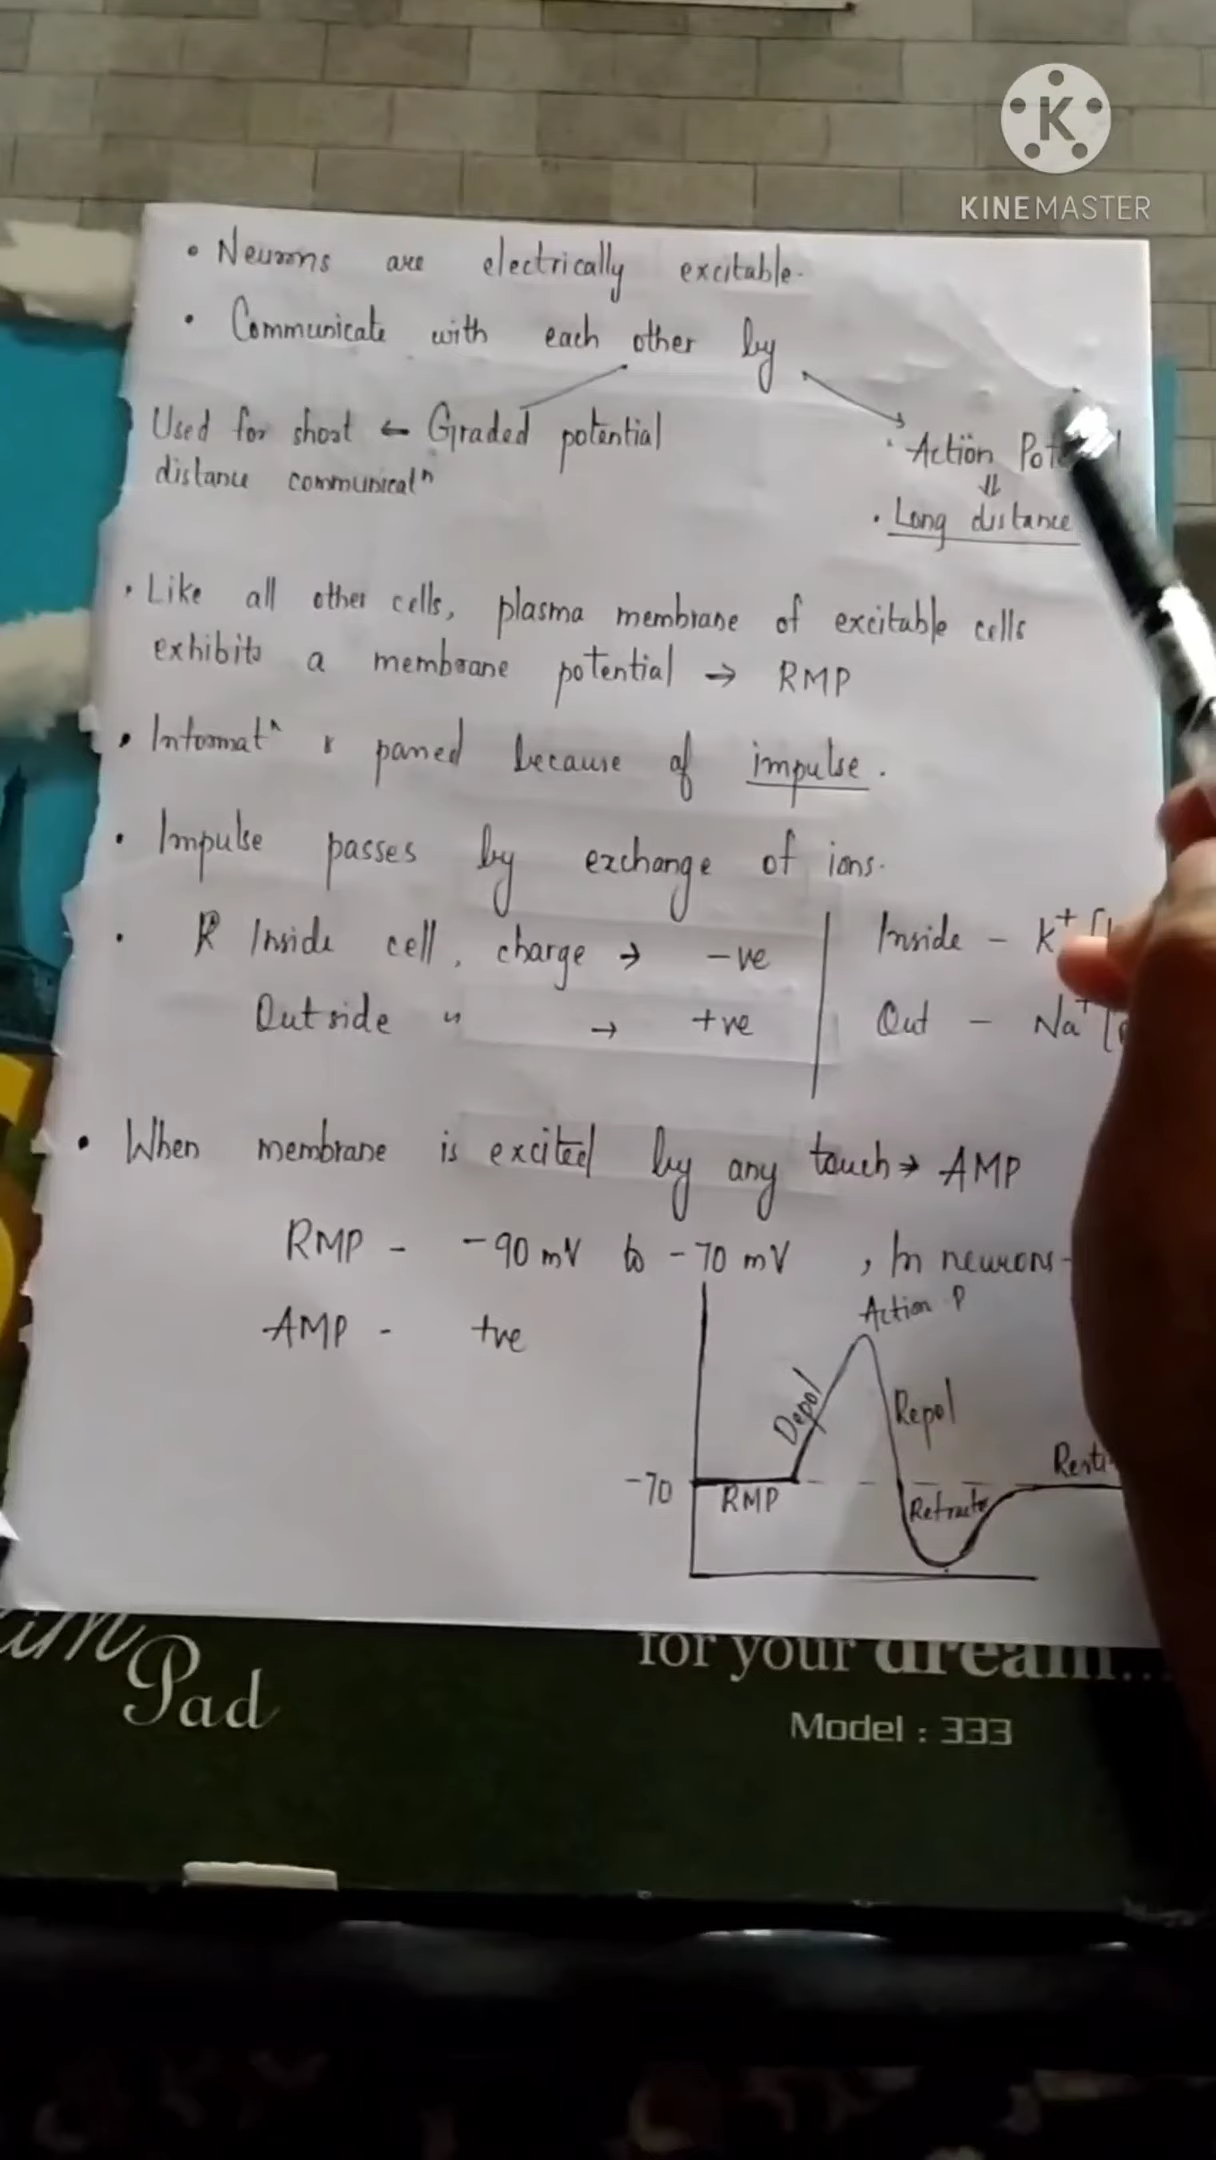 KINEMASTER
• Neurons are electrically excitable.
• Communicate with each other by
Used for short ← Graded potential
distance communicatⁿ
• Action
⇓
• Long distance
• Like all other cells, plasma membrane of excitable cells
exhibits a membrane potential → RMP
• Informatⁿ is passed because of impulse.
• Impulse passes by exchange of ions.
• Inside cell, charge → -ve
Outside " → +ve
Inside - K⁺
Out - Na⁺
• When membrane is excited by any touch → AMP
RMP - -90 mV to -70 mV , In neurons-
AMP - +ve
Action P
Depol
Repol
-70
RMP
Pad
for your dream...
Model : 333